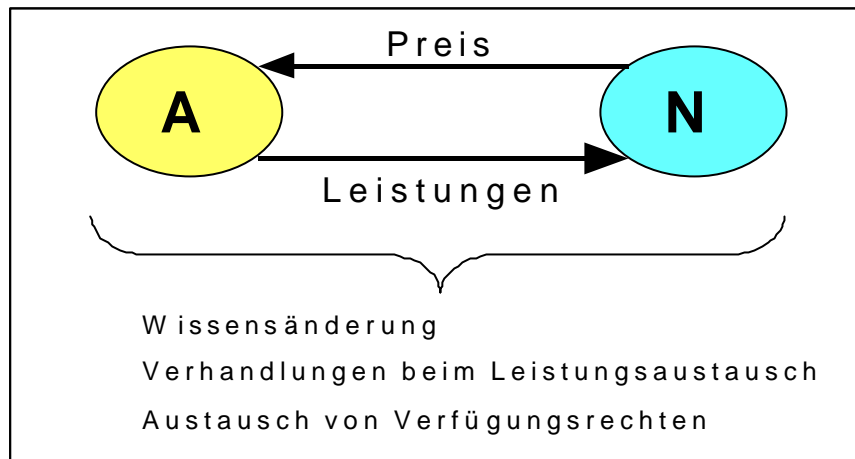 Preis
A
N
Leistungen
Wissensänderung
Verhandlungen beim Leistungsaustausch
Austausch von Verfügungsrechten